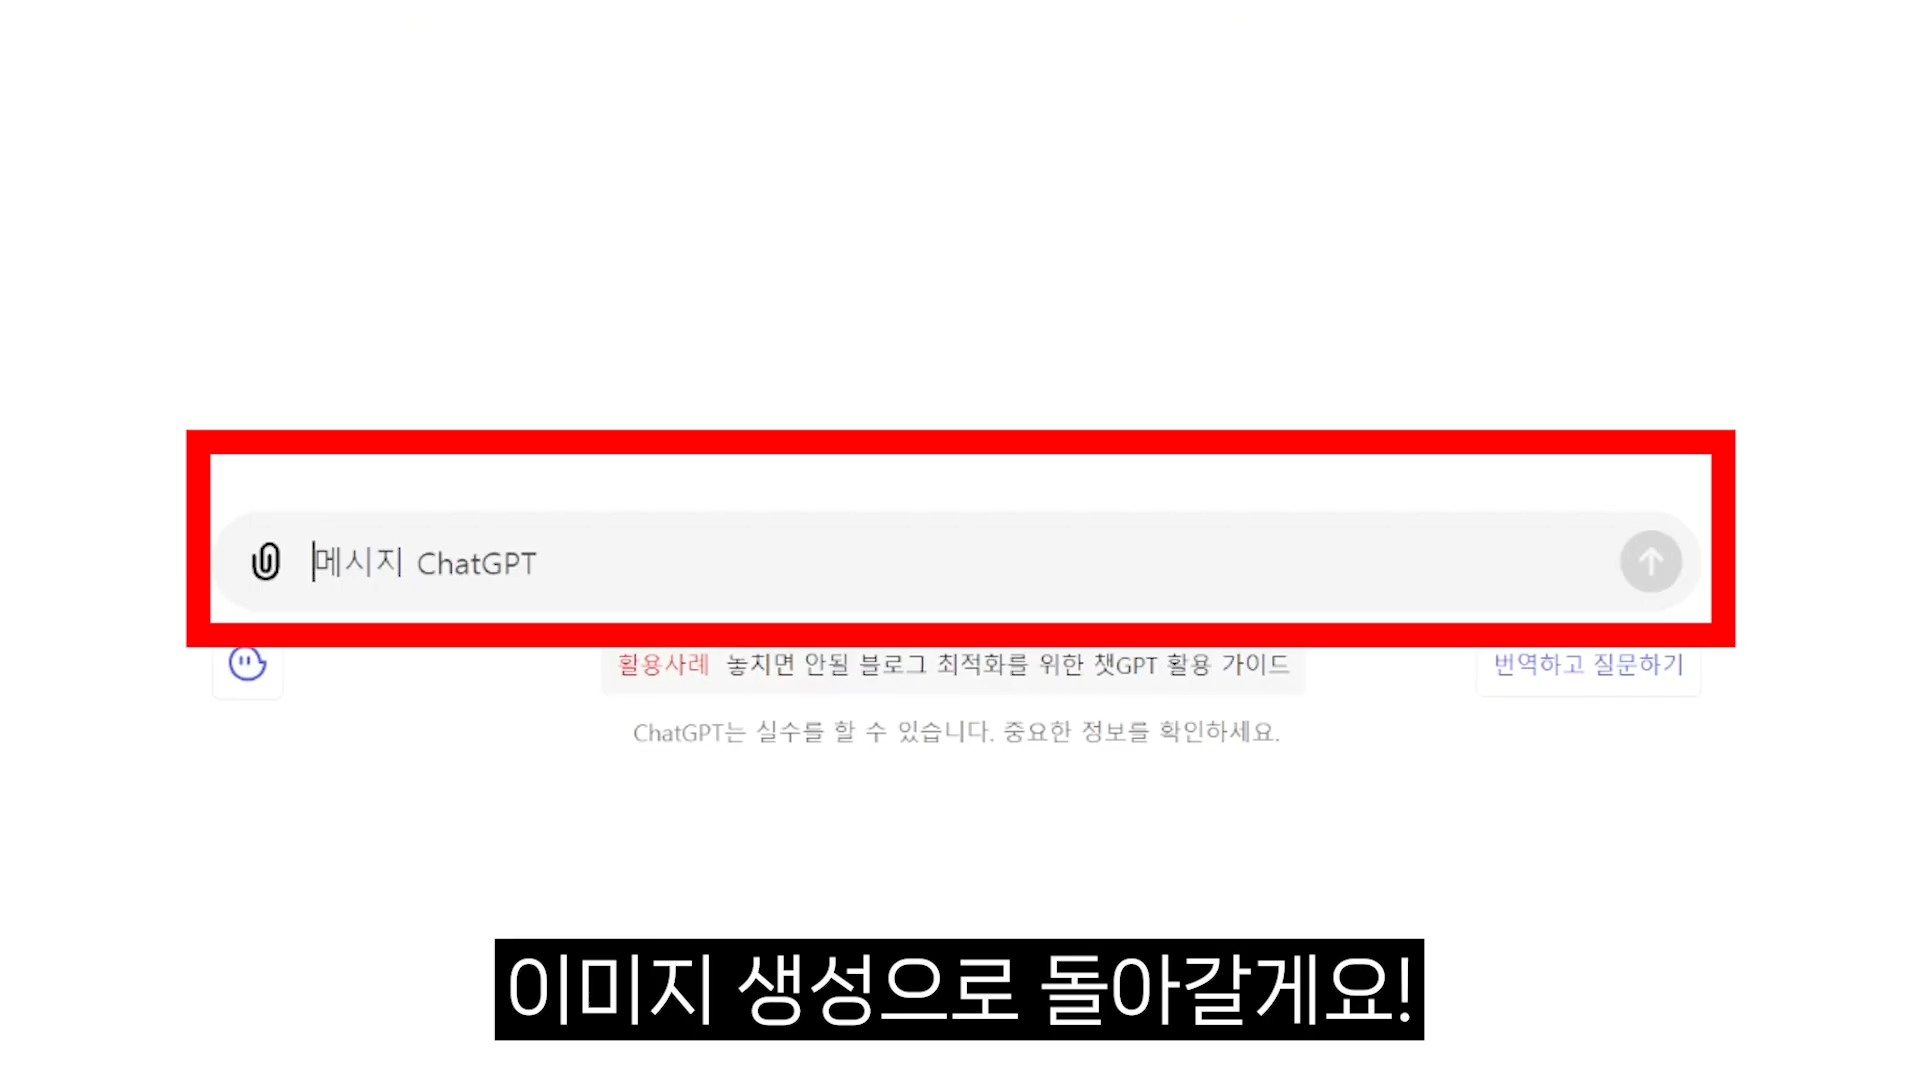 메시지 ChatGPT
활용사례 놓치면 안될 블로그 최적화를 위한 챗GPT 활용 가이드
번역하고 질문하기
ChatGPT는 실수를 할 수 있습니다. 중요한 정보를 확인하세요.
이미지 생성으로 돌아갈게요!